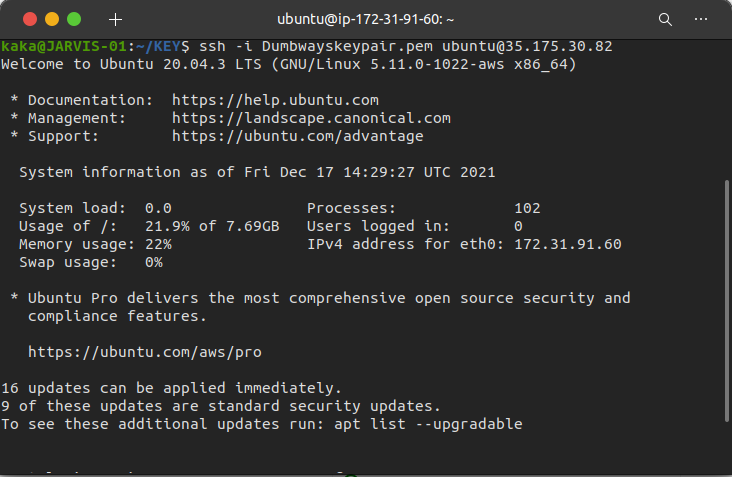 ubuntu@ip-172-31-91-60: ~
kaka@JARVIS-01:~/KEY$ ssh -i Dumbwayskeypair.pem ubuntu@35.175.30.82
Welcome to Ubuntu 20.04.3 LTS (GNU/Linux 5.11.0-1022-aws x86_64)
* Documentation: https://help.ubuntu.com
* Management: https://landscape.canonical.com
* Support: https://ubuntu.com/advantage
System information as of Fri Dec 17 14:29:27 UTC 2021
System load: 0.0 Processes: 102
Usage of /: 21.9% of 7.69GB Users logged in: 0
Memory usage: 22% IPv4 address for eth0: 172.31.91.60
Swap usage: 0%
* Ubuntu Pro delivers the most comprehensive open source security and
compliance features.
https://ubuntu.com/aws/pro
16 updates can be applied immediately.
9 of these updates are standard security updates.
To see these additional updates run: apt list --upgradable